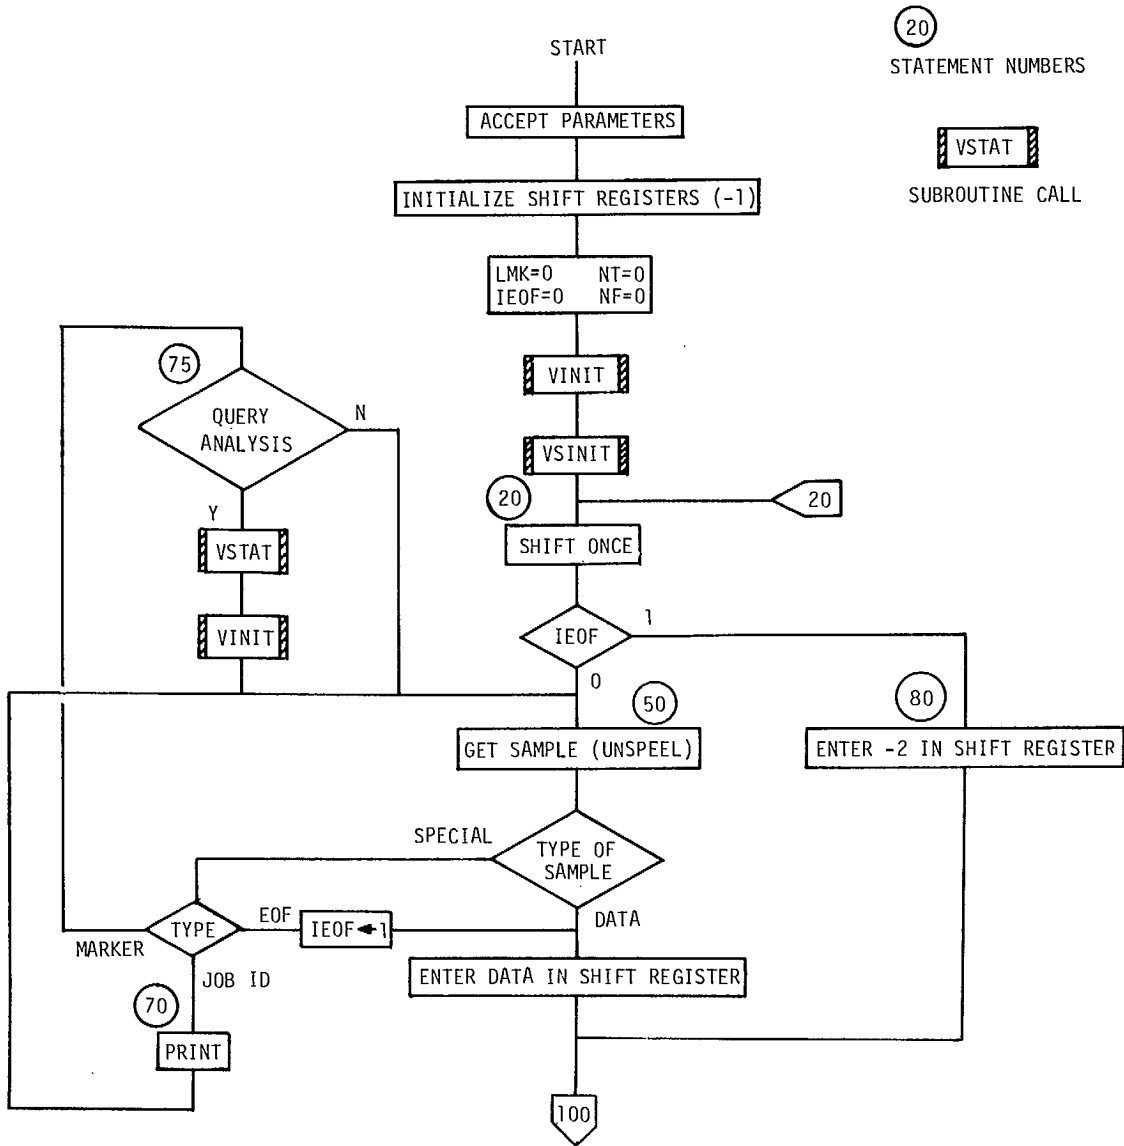 20
STATEMENT NUMBERS
VSTAT
SUBROUTINE CALL
START
ACCEPT PARAMETERS
INITIALIZE SHIFT REGISTERS (-1)
LMK=0 NT=0
IEOF=0 NF=0
VINIT
VSINIT
20
20
SHIFT ONCE
IEOF
1
0
75
QUERY
ANALYSIS
N
Y
VSTAT
VINIT
50
GET SAMPLE (UNSPEEL)
80
ENTER -2 IN SHIFT REGISTER
TYPE OF
SAMPLE
SPECIAL
DATA
TYPE
EOF
IEOF←1
MARKER
JOB ID
ENTER DATA IN SHIFT REGISTER
70
PRINT
100